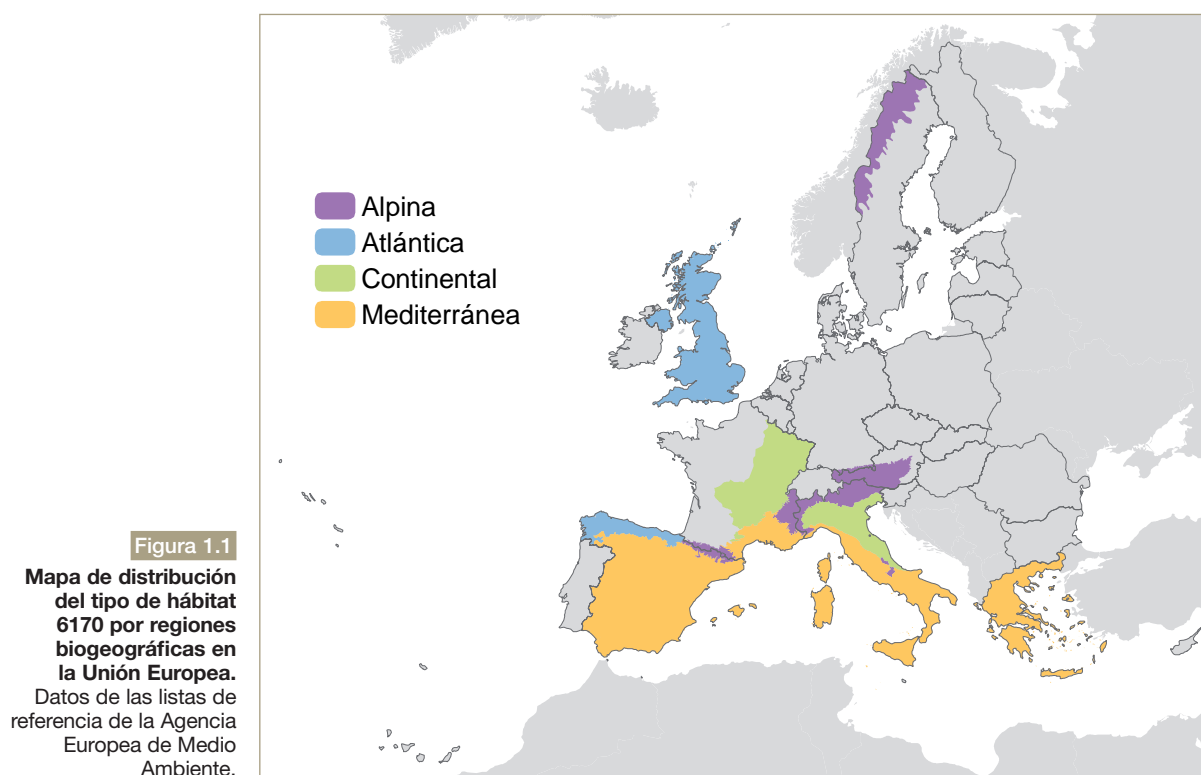 Alpina
Atlántica
Continental
Mediterránea
Figura 1.1
Mapa de distribución
del tipo de hábitat
6170 por regiones
biogeográficas en
la Unión Europea.
Datos de las listas de
referencia de la Agencia
Europea de Medio
Ambiente.